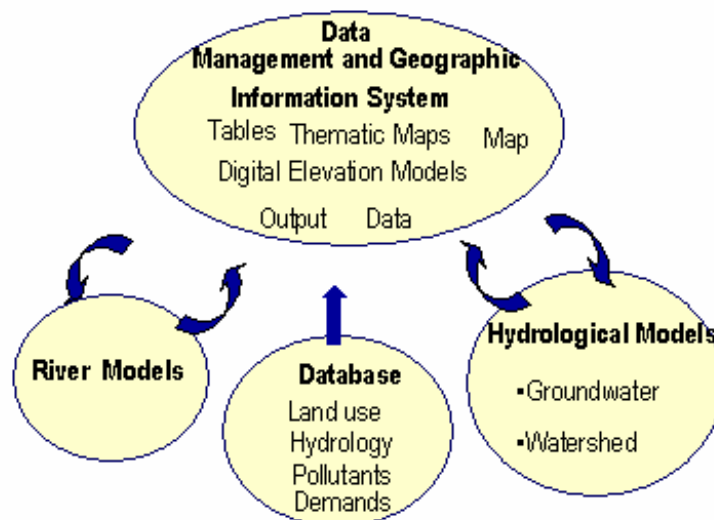 Data
Management and Geographic
Information System
Tables Thematic Maps Map
Digital Elevation Models
Output Data
River Models
Database
Land use
Hydrology
Pollutants
Demands
Hydrological Models
▪Groundwater
▪Watershed